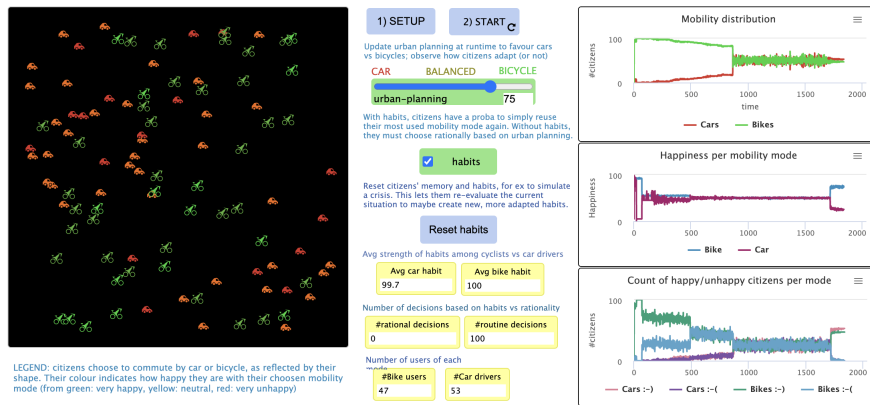 1) SETUP
2) START
Update urban planning at runtime to favour cars
vs bicycles; observe how citizens adapt (or not)
CAR BALANCED BICYCLE
urban-planning 75
With habits, citizens have a proba to simply reuse
their most used mobility mode again. Without habits,
they must choose rationally based on urban planning.
habits
Reset citizens' memory and habits, for ex to simulate
a crisis. This lets them re-evaluate the current
situation to maybe create new, more adapted habits.
Reset habits
Avg strength of habits among cyclists vs car drivers
Avg car habit
99.7
Avg bike habit
100
Number of decisions based on habits vs rationality
#rational decisions
0
#routine decisions
100
Number of users of each
mode
#Bike users
47
#Car drivers
53
LEGEND: citizens choose to commute by car or bicycle, as reflected by their
shape. Their colour indicates how happy they are with their choosen mobility
mode (from green: very happy, yellow: neutral, red: very unhappy)
Mobility distribution
#citizens
100
0
0 500 1000 1500 2000
time
Cars Bikes
Happiness per mobility mode
Happiness
100
0
0 500 1000 1500 2000
Bike Car
Count of happy/unhappy citizens per mode
#citizens
100
0
0 500 1000 1500 2000
Cars :-) Cars :-( Bikes :-) Bikes :-(